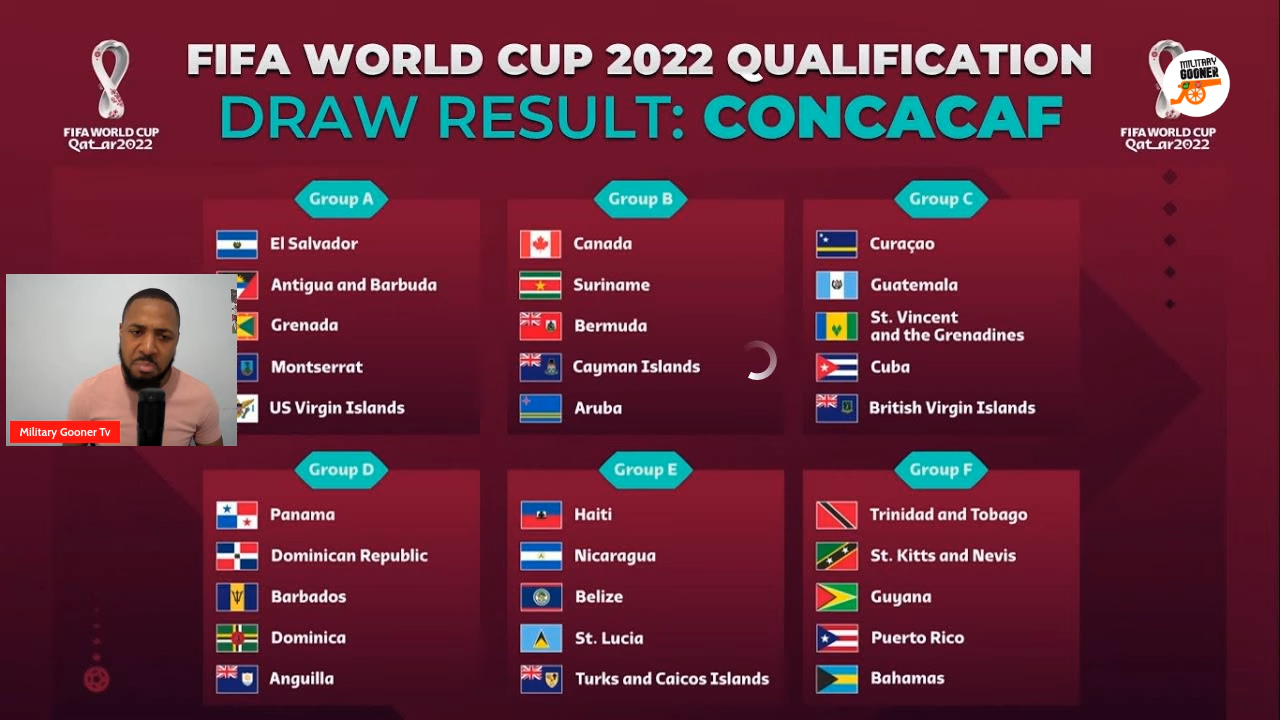 FIFA WORLD CUP 2022 QUALIFICATION
DRAW RESULT: CONCACAF
FIFA WORLD CUP
Qatar2022
MILITARY
GOONER
FIFA WORLD CUP
Qatar2022
Group A
El Salvador
Antigua and Barbuda
Grenada
Montserrat
US Virgin Islands
Group B
Canada
Suriname
Bermuda
Cayman Islands
Aruba
Group C
Curaçao
Guatemala
St. Vincent
and the Grenadines
Cuba
British Virgin Islands
Military Gooner Tv
Group D
Panama
Dominican Republic
Barbados
Dominica
Anguilla
Group E
Haiti
Nicaragua
Belize
St. Lucia
Turks and Caicos Islands
Group F
Trinidad and Tobago
St. Kitts and Nevis
Guyana
Puerto Rico
Bahamas